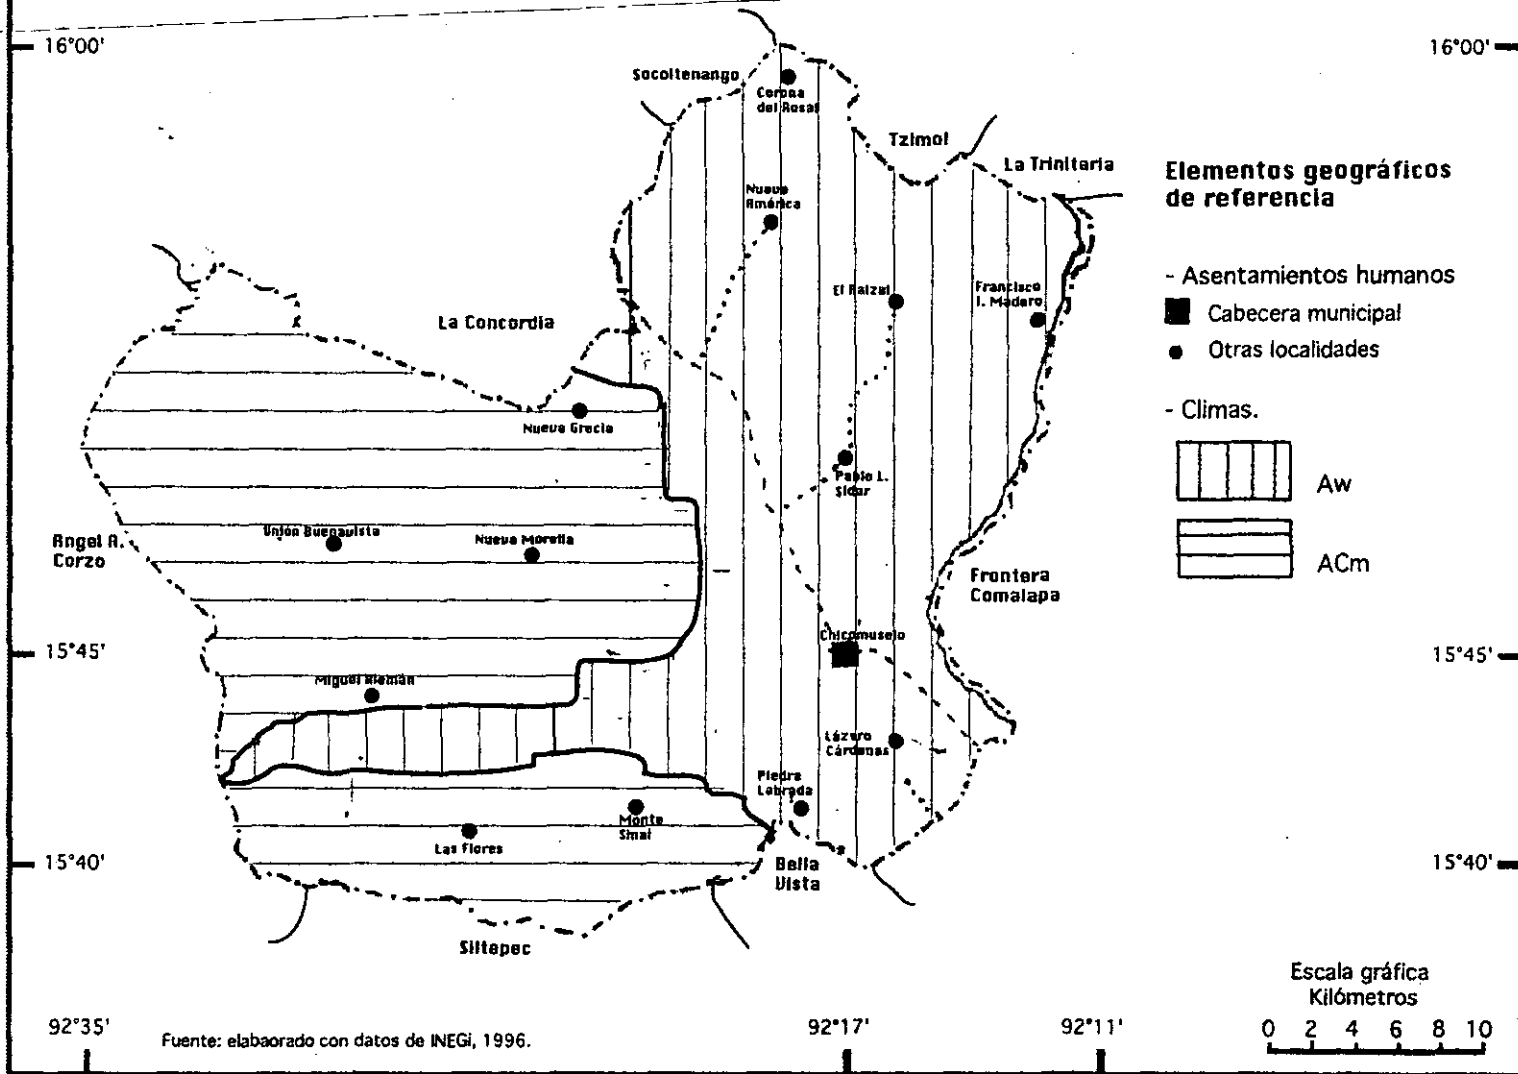 16°00'
16°00'
Socoltenango
Corona
del Rosal
Tzimol
La Trinitaria
Elementos geográficos
de referencia
Nueva
América
- Asentamientos humanos
Cabecera municipal
Otras localidades
- Climas.
Aw
ACm
Francisco
I. Madero
La Concordia
Nueva Grecia
Pablo L.
Sidar
Angel A.
Corzo
Unión Buenavista
Nueva Morelia
Frontera
Comalapa
Chicomuselo
15°45'
15°45'
Miguel Alemán
Lázaro
Cárdenas
Piedra
Labrada
Monte
Sinaí
Las Flores
15°40'
15°40'
Bella
Vista
Siltepec
Escala gráfica
Kilómetros
0 2 4 6 8 10
92°35'
92°17'
92°11'
Fuente: elabaorado con datos de INEGi, 1996.